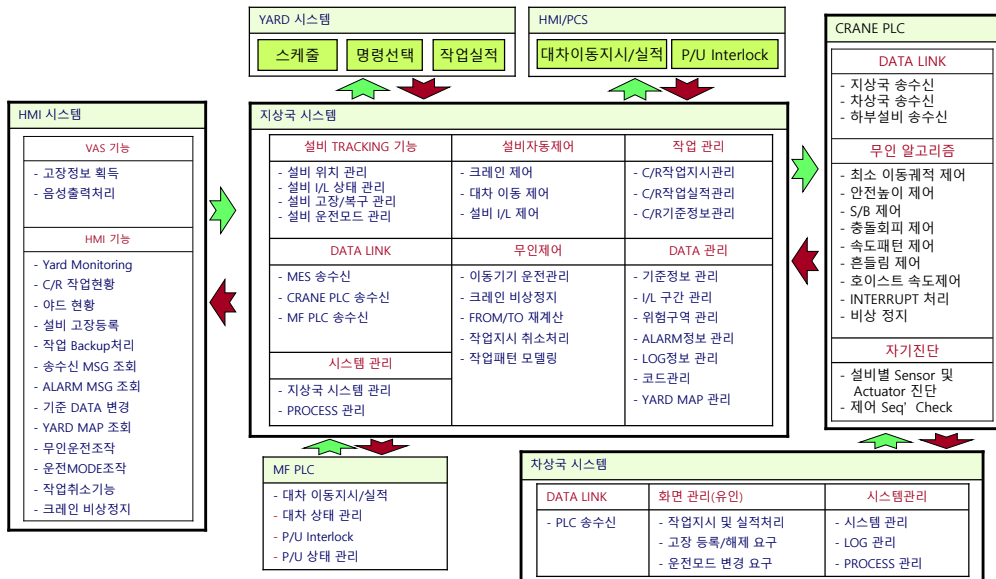 YARD 시스템
스케줄
명령선택
작업실적
HMI/PCS
대차이동지시/실적
P/U Interlock
HMI 시스템
VAS 기능
- 고장정보 획득
- 음성출력처리
HMI 기능
- Yard Monitoring
- C/R 작업현황
- 야드 현황
- 설비 고장등록
- 작업 Backup처리
- 송수신 MSG 조회
- ALARM MSG 조회
- 기준 DATA 변경
- YARD MAP 조회
- 무인운전조작
- 운전MODE조작
- 작업취소기능
- 크레인 비상정지
지상국 시스템
설비 TRACKING 기능
- 설비 위치 관리
- 설비 I/L 상태 관리
- 설비 고장/복구 관리
- 설비 운전모드 관리
설비자동제어
- 크레인 제어
- 대차 이동 제어
- 설비 I/L 제어
작업 관리
- C/R작업지시관리
- C/R작업실적관리
- C/R기준정보관리
DATA LINK
- MES 송수신
- CRANE PLC 송수신
- MF PLC 송수신
시스템 관리
- 지상국 시스템 관리
- PROCESS 관리
무인제어
- 이동기기 운전관리
- 크레인 비상정지
- FROM/TO 재계산
- 작업지시 취소처리
- 작업패턴 모델링
DATA 관리
- 기준정보 관리
- I/L 구간 관리
- 위험구역 관리
- ALARM정보 관리
- LOG정보 관리
- 코드관리
- YARD MAP 관리
CRANE PLC
DATA LINK
- 지상국 송수신
- 차상국 송수신
- 하부설비 송수신
무인 알고리즘
- 최소 이동궤적 제어
- 안전높이 제어
- S/B 제어
- 충돌회피 제어
- 속도패턴 제어
- 흔들림 제어
- 호이스트 속도제어
- INTERRUPT 처리
- 비상 정지
자기진단
- 설비별 Sensor 및
Actuator 진단
- 제어 Seq' Check
MF PLC
- 대차 이동지시/실적
- 대차 상태 관리
- P/U Interlock
- P/U 상태 관리
차상국 시스템
DATA LINK
- PLC 송수신
화면 관리(유인)
- 작업지시 및 실적처리
- 고장 등록/해제 요구
- 운전모드 변경 요구
시스템관리
- 시스템 관리
- LOG 관리
- PROCESS 관리